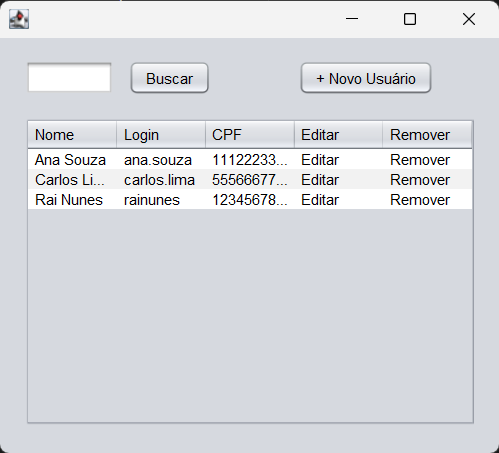 Buscar + Novo Usuário
Nome Login CPF Editar Remover
Ana Souza ana.souza 11122233... Editar Remover
Carlos Li... carlos.lima 55566677... Editar Remover
Rai Nunes rainunes 12345678... Editar Remover